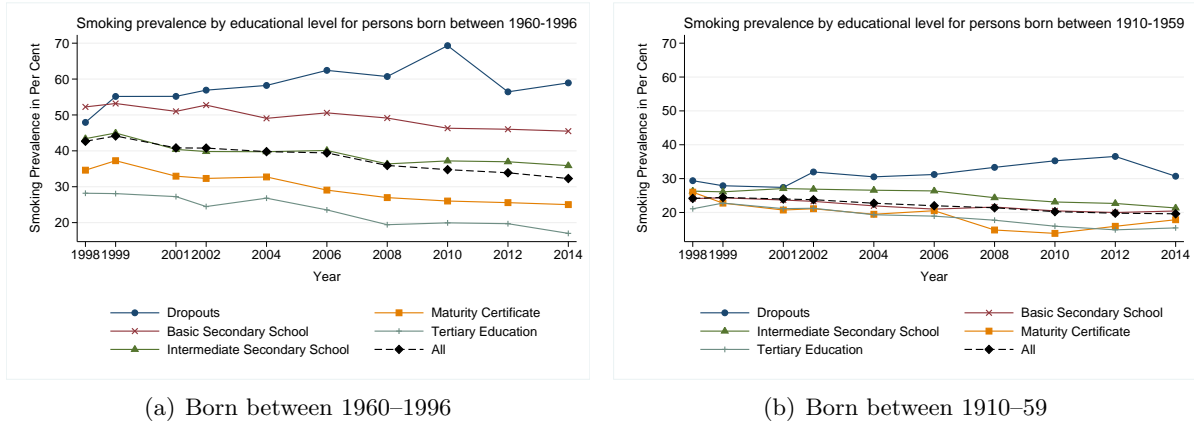 Smoking prevalence by educational level for persons born between 1960-1996
Smoking Prevalence in Per Cent
70
60
50
40
30
20
1998 1999 2001 2002 2004 2006 2008 2010 2012 2014
Year
Dropouts Maturity Certificate
Basic Secondary School Tertiary Education
Intermediate Secondary School All
(a) Born between 1960–1996
Smoking prevalence by educational level for persons born between 1910-1959
Smoking Prevalence in Per Cent
70
60
50
40
30
20
1998 1999 2001 2002 2004 2006 2008 2010 2012 2014
Year
Dropouts Basic Secondary School
Intermediate Secondary School Maturity Certificate
Tertiary Education All
(b) Born between 1910–59